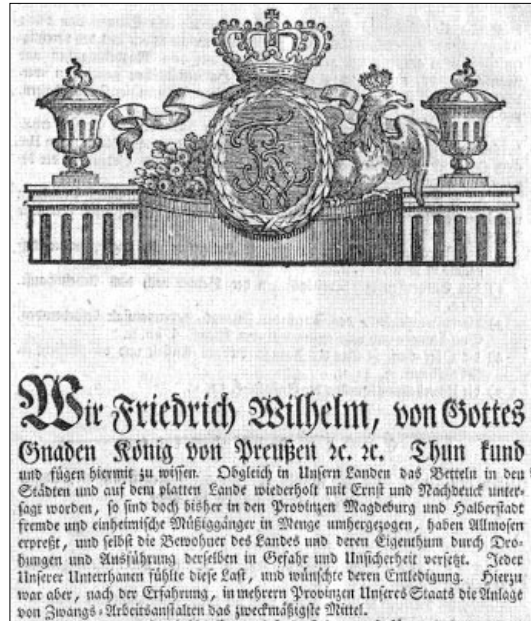 FRW
Wir Friedrich Wilhelm, von Gottes
Gnaden König von Preußen ꝛc. ꝛc. Thun kund
und fügen hiermit zu wissen. Obgleich in Unsern Landen das Betteln in den
Städten und auf dem platten Lande wiederholt mit Ernst und Nachdruck unter-
sagt worden, so sind doch bisher in den Provinzen Magdeburg und Halberstadt
fremde und einheimische Müßiggänger in Menge umhergezogen, haben Allmosen
erpreßt, und selbst die Bewohner des Landes und deren Eigenthum durch Dro-
hungen und Ausführung derselben in Gefahr und Unsicherheit versetzt. Jeder
Unserer Unterthanen fühlte diese Last, und wünschte deren Entledigung. Hierzu
war aber, nach der Erfahrung, in mehrern Provinzen Unseres Staats die Anlage
von Zwangs-Arbeitsanstalten das zweckmäßigste Mittel.